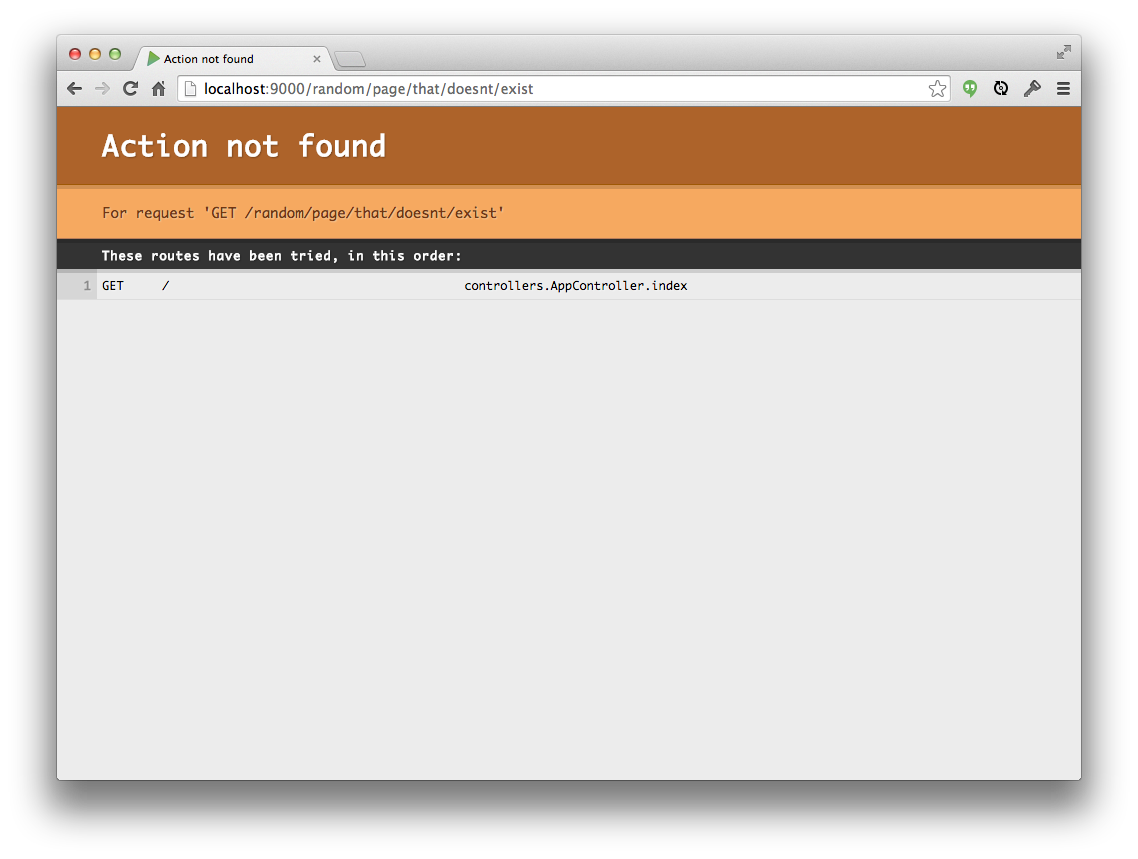 Action not found
localhost:9000/random/page/that/doesnt/exist
Action not found
For request 'GET /random/page/that/doesnt/exist'
These routes have been tried, in this order:
1 GET / controllers.AppController.index